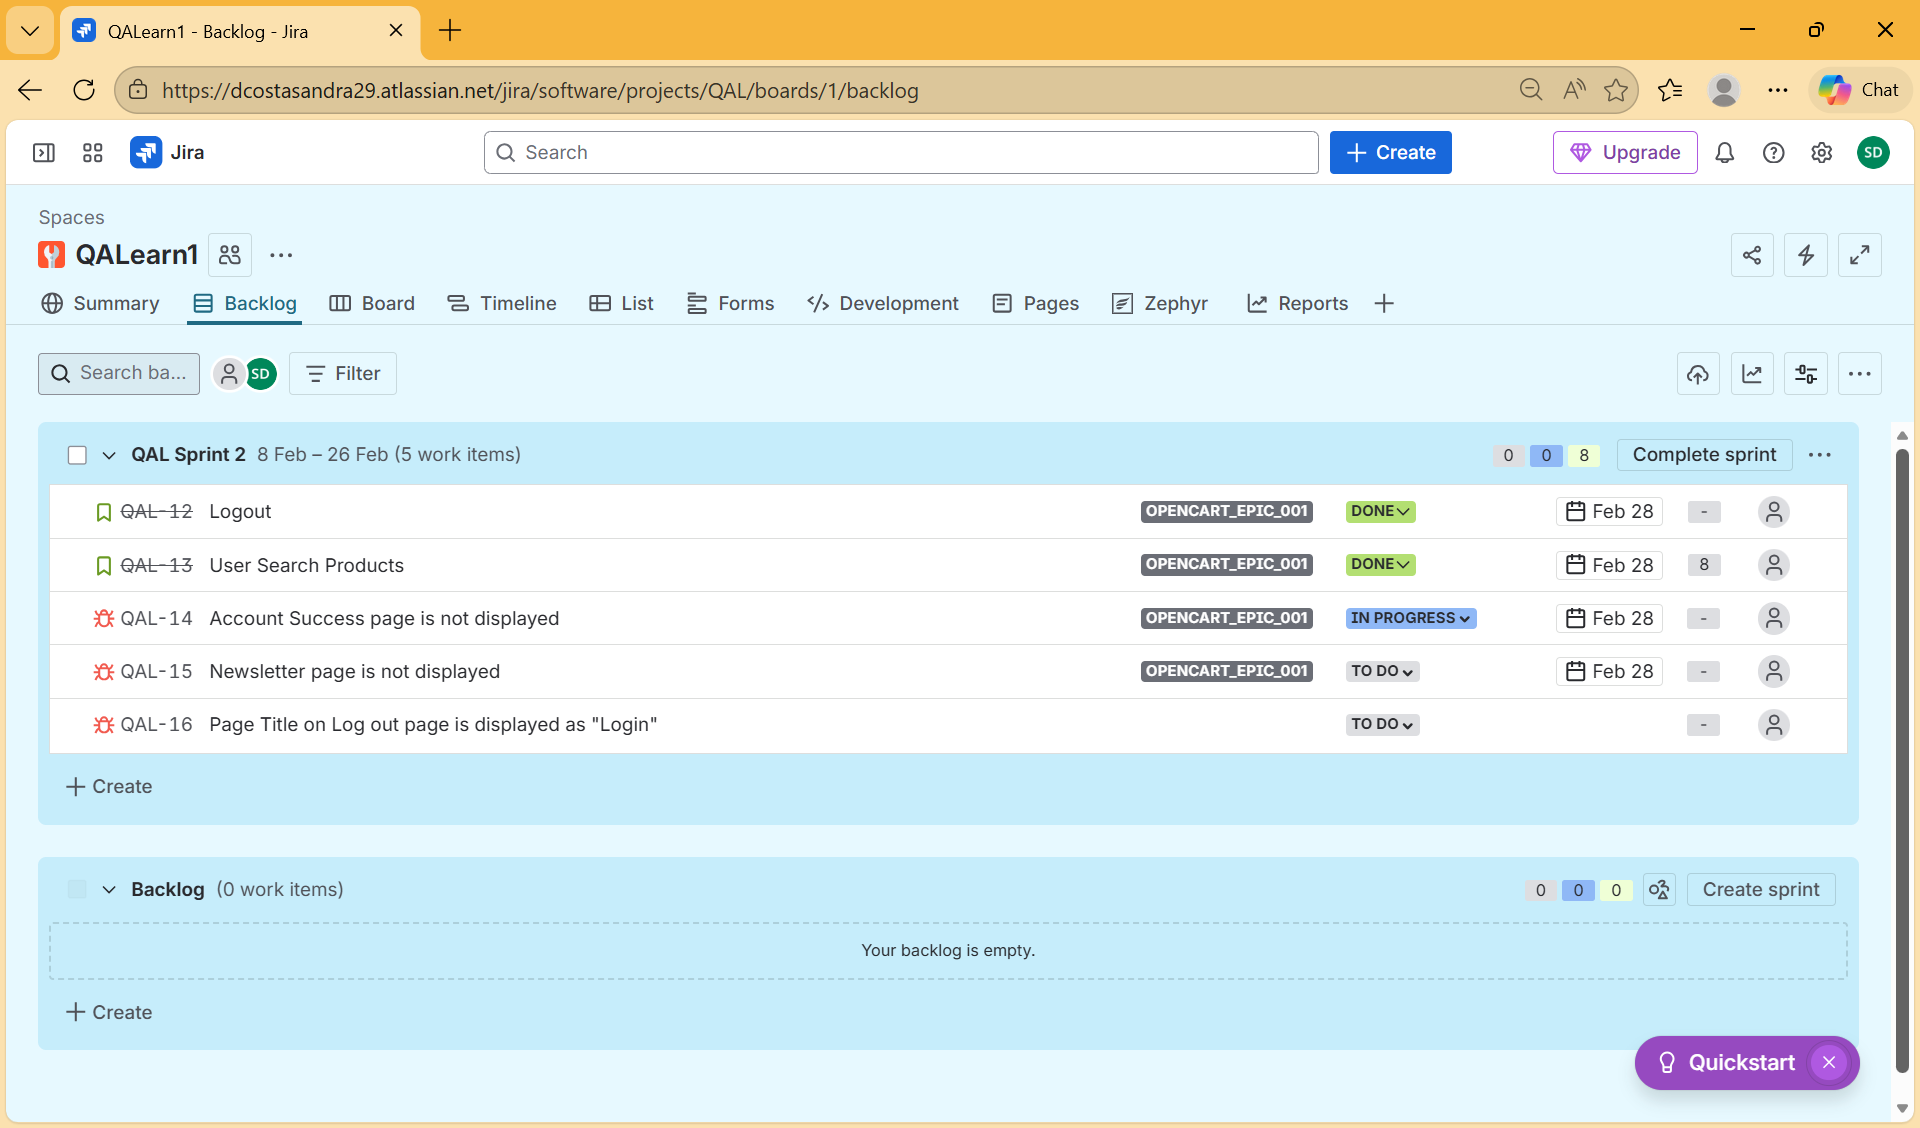 QALearn1 - Backlog - Jira
https://dcostasandra29.atlassian.net/jira/software/projects/QAL/boards/1/backlog
Chat
Jira
Search
Create
Upgrade
SD
Spaces
QALearn1
Summary
Backlog
Board
Timeline
List
Forms
Development
Pages
Zephyr
Reports
Search ba...
SD
Filter
QAL Sprint 2 8 Feb – 26 Feb (5 work items) 0 0 8 Complete sprint
QAL-12 Logout OPENCART_EPIC_001 DONE Feb 28 -
QAL-13 User Search Products OPENCART_EPIC_001 DONE Feb 28 8
QAL-14 Account Success page is not displayed OPENCART_EPIC_001 IN PROGRESS Feb 28 -
QAL-15 Newsletter page is not displayed OPENCART_EPIC_001 TO DO Feb 28 -
QAL-16 Page Title on Log out page is displayed as "Login" TO DO -
Create
Backlog (0 work items) 0 0 0 Create sprint
Your backlog is empty.
Create
Quickstart